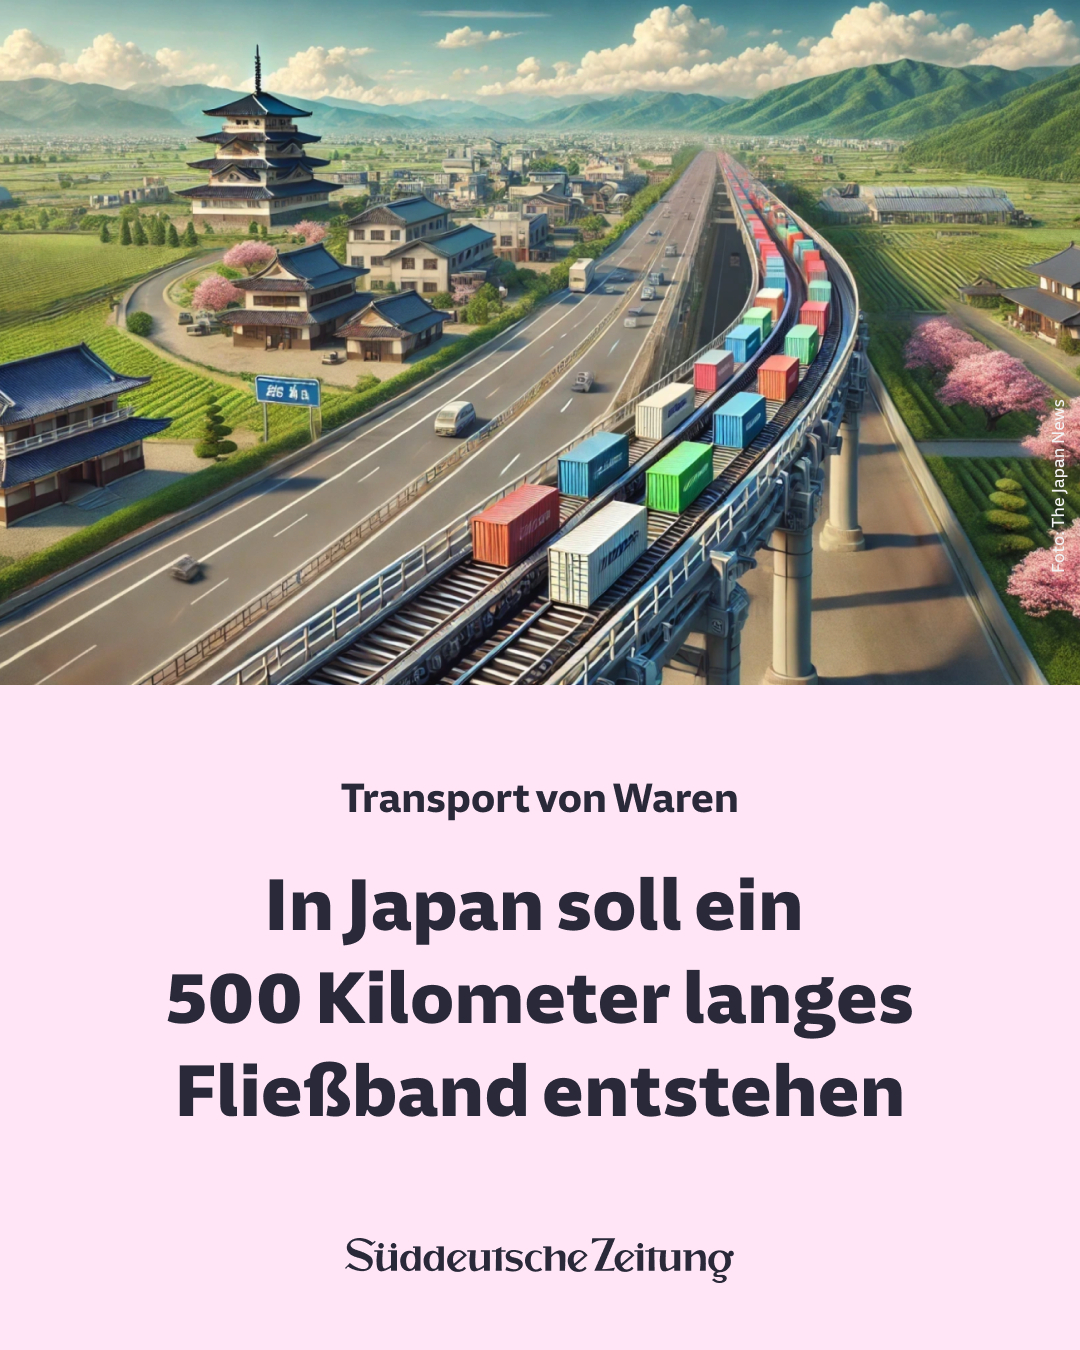 Foto: The Japan News
Transport von Waren
In Japan soll ein
500 Kilometer langes
Fließband entstehen
Süddeutsche Zeitung